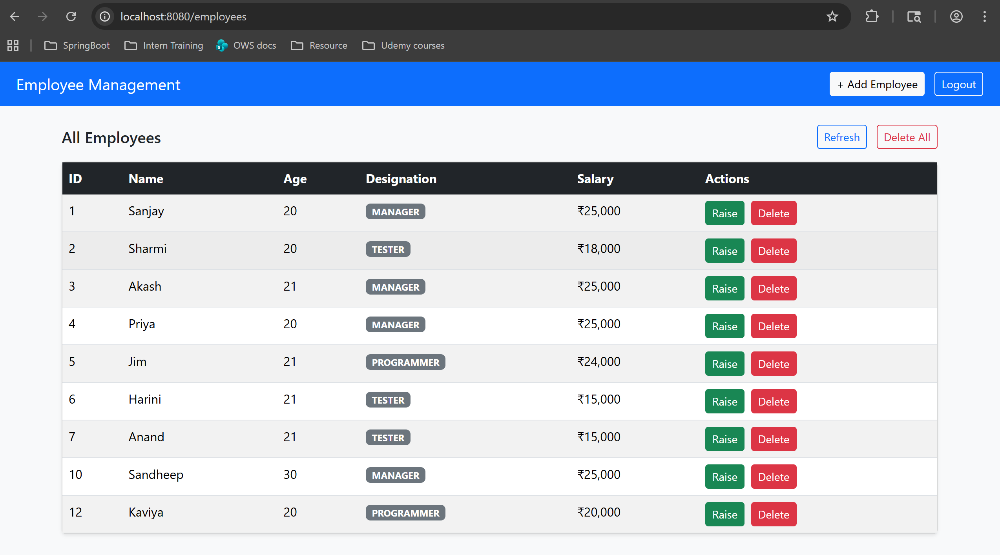 localhost:8080/employees
SpringBoot Intern Training OWS docs Resource Udemy courses
Employee Management + Add Employee Logout
All Employees Refresh Delete All
ID Name Age Designation Salary Actions
1 Sanjay 20 MANAGER ₹25,000 Raise Delete
2 Sharmi 20 TESTER ₹18,000 Raise Delete
3 Akash 21 MANAGER ₹25,000 Raise Delete
4 Priya 20 MANAGER ₹25,000 Raise Delete
5 Jim 21 PROGRAMMER ₹24,000 Raise Delete
6 Harini 21 TESTER ₹15,000 Raise Delete
7 Anand 21 TESTER ₹15,000 Raise Delete
10 Sandheep 30 MANAGER ₹25,000 Raise Delete
12 Kaviya 20 PROGRAMMER ₹20,000 Raise Delete